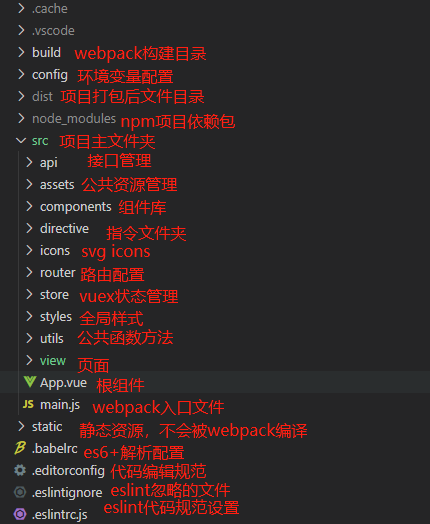 .cache
.vscode
build webpack构建目录
config 环境变量配置
dist 项目打包后文件目录
node_modules npm项目依赖包
src 项目主文件夹
api 接口管理
assets 公共资源管理
components 组件库
directive 指令文件夹
icons svg icons
router 路由配置
store vuex状态管理
styles 全局样式
utils 公共函数方法
view 页面
App.vue 根组件
JS main.js webpack入口文件
static 静态资源，不会被webpack编译
.babelrc es6+解析配置
.editorconfig 代码编辑规范
.eslintignore eslint忽略的文件
.eslintrc.js eslint代码规范设置